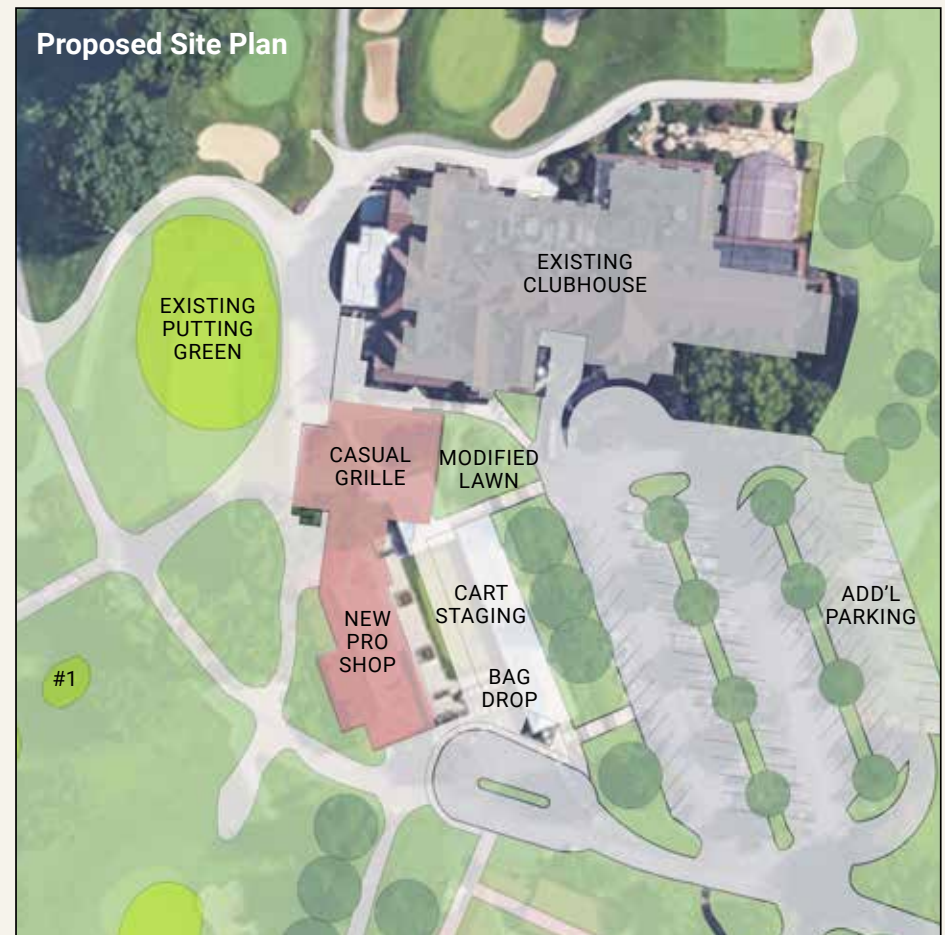 Proposed Site Plan
EXISTING
CLUBHOUSE
EXISTING
PUTTING
GREEN
CASUAL
GRILLE
MODIFIED
LAWN
CART
STAGING
ADD'L
PARKING
NEW
PRO
SHOP
BAG
DROP
#1